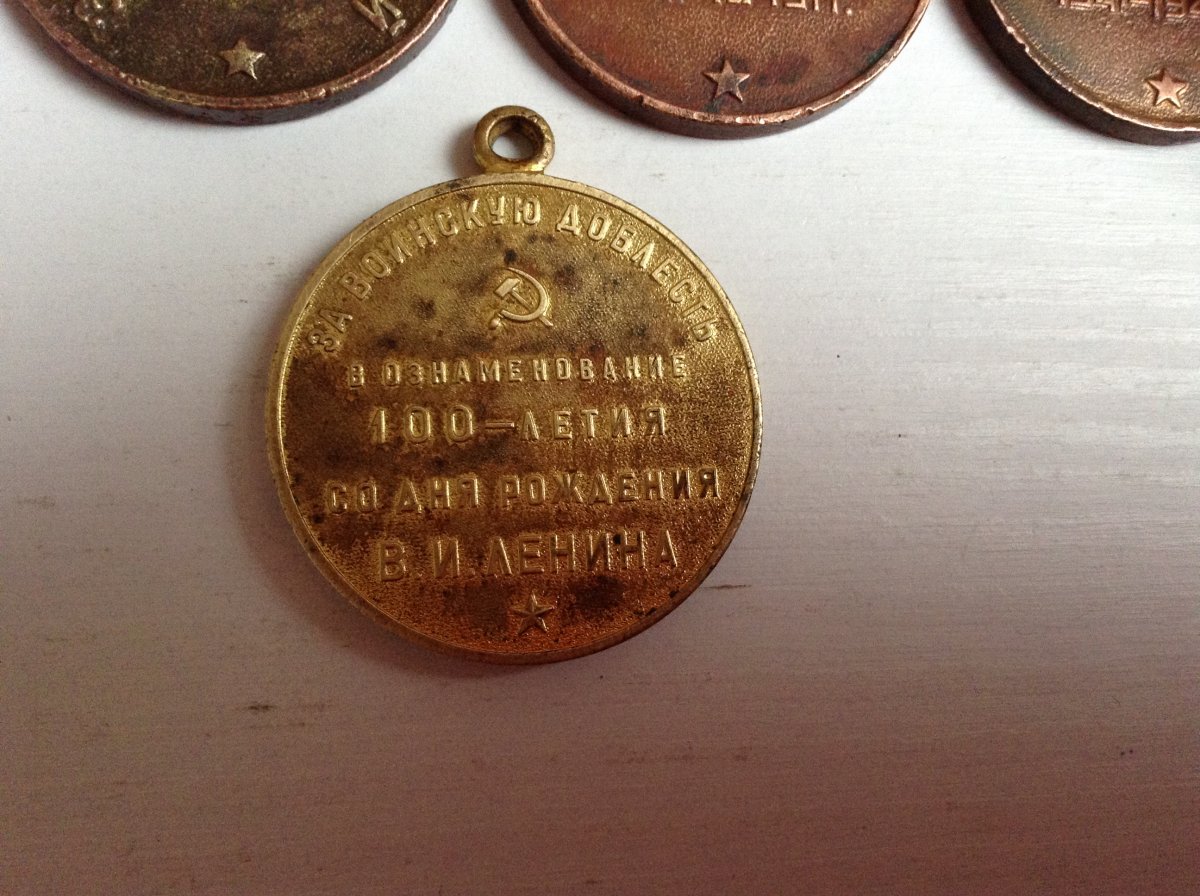 И
ЗА ВОИНСКУЮ ДОБЛЕСТЬ
В ОЗНАМЕНОВАНИЕ
100-ЛЕТИЯ
СО ДНЯ РОЖДЕНИЯ
В. И. ЛЕНИНА